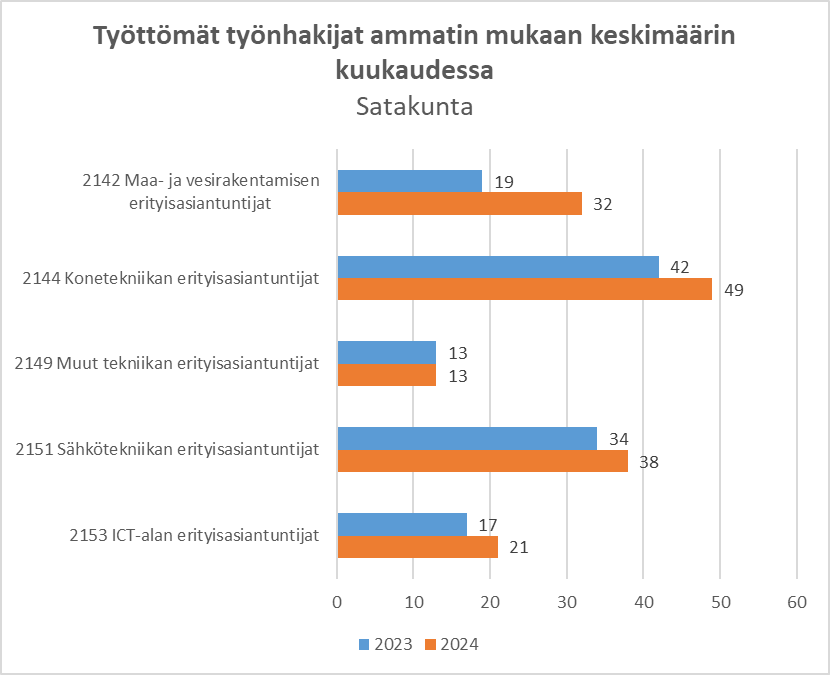 Työttömät työnhakijat ammatin mukaan keskimäärin
kuukaudessa
Satakunta
2142 Maa- ja vesirakentamisen
erityisasiantuntijat
19
32
2144 Konetekniikan erityisasiantuntijat
42
49
2149 Muut tekniikan erityisasiantuntijat
13
13
2151 Sähkötekniikan erityisasiantuntijat
34
38
2153 ICT-alan erityisasiantuntijat
17
21
0 10 20 30 40 50 60
2023 2024